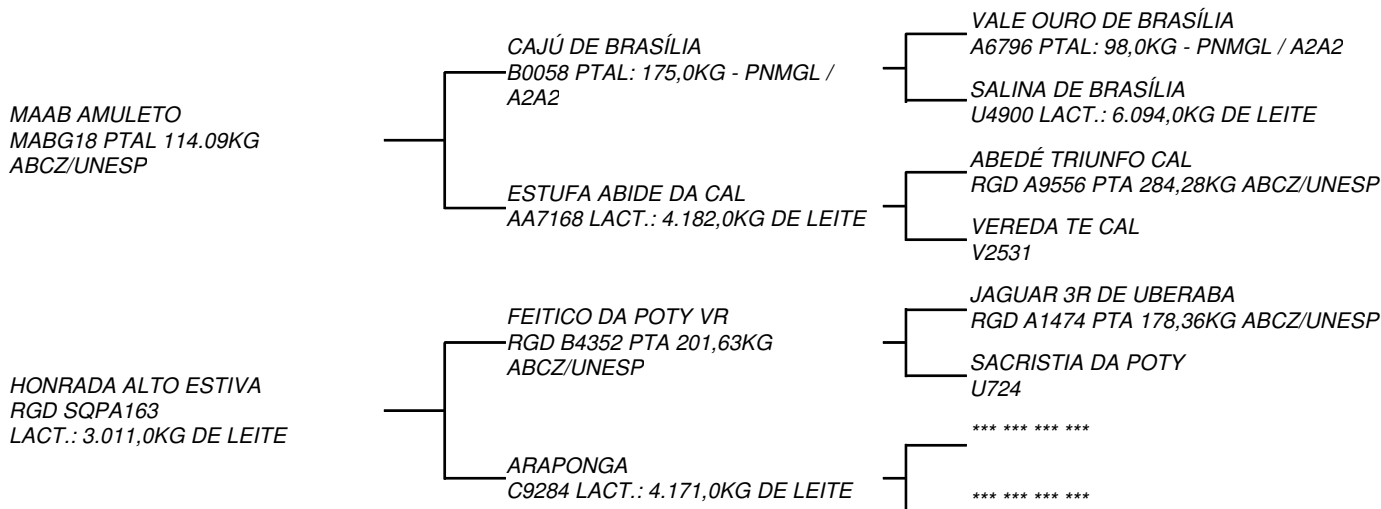 MAAB AMULETO
MABG18 PTAL 114.09KG
ABCZ/UNESP
CAJÚ DE BRASÍLIA
B0058 PTAL: 175,0KG - PNMGL /
A2A2
VALE OURO DE BRASÍLIA
A6796 PTAL: 98,0KG - PNMGL / A2A2
SALINA DE BRASÍLIA
U4900 LACT.: 6.094,0KG DE LEITE
ESTUFA ABIDE DA CAL
AA7168 LACT.: 4.182,0KG DE LEITE
ABEDÉ TRIUNFO CAL
RGD A9556 PTA 284,28KG ABCZ/UNESP
VEREDA TE CAL
V2531
HONRADA ALTO ESTIVA
RGD SQPA163
LACT.: 3.011,0KG DE LEITE
FEITICO DA POTY VR
RGD B4352 PTA 201,63KG
ABCZ/UNESP
JAGUAR 3R DE UBERABA
RGD A1474 PTA 178,36KG ABCZ/UNESP
SACRISTIA DA POTY
U724
ARAPONGA
C9284 LACT.: 4.171,0KG DE LEITE
*** *** *** ***
*** *** *** ***